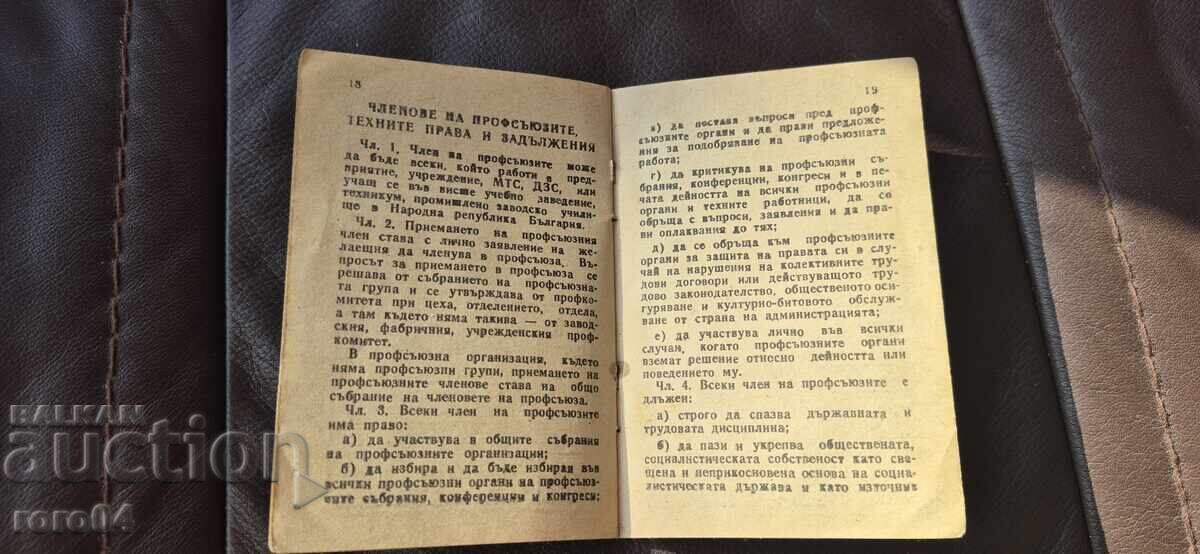 18
ЧЛЕНОВЕ НА ПРОФСЪЮЗИТЕ,
ТЕХНИТЕ ПРАВА И ЗАДЪЛЖЕНИЯ
Чл. 1. Член на профсъюзите може
да бъде всеки, който работи в пред-
приятие, учреждение, МТС, ДЗС, или
учащ се във висше учебно заведение,
техникум, промишлено заводско учили-
ще в Народна република България.
Чл. 2. Приемането на профсъюзния
член става с лично заявление на же-
лаещия да членува в профсъюза. Въ-
просът за приемането в профсъюза се
решава от събранието на профсъюзна-
та група и се утвърждава от профко-
митета при цеха, отделението, отдела,
а там където няма такива — от завод-
ския, фабричния, учрежденския проф-
комитет.
В профсъюзна организация, където
няма профсъюзни групи, приемането на
профсъюзните членове става на общо
събрание на членовете на профсъюза.
Чл. 3. Всеки член на профсъюзите
има право:
а) да участвува в общите събрания
на профсъюзните организации;
б) да избира и да бъде избиран във
всички профсъюзни органи на профсъюз-
ните събрания, конференции и конгреси;
19
в) да поставя въпроси пред проф-
съюзните органи и да прави предложе-
ния за подобряване на профсъюзната
работа;
г) да критикува на профсъюзни съ-
брания, конференции, конгреси и в пе-
чата дейността на всички профсъюзни
органи и техните работници, да се
обръща с въпроси, заявления и да пра-
ви оплаквания до тях;
д) да се обръща към профсъюзните
органи за защита на правата си в слу-
чай на нарушения на колективните тру-
дови договори или действуващото тру-
дово законодателство, общественото оси-
гуряване и културно-битовото обслуж-
ване от страна на администрацията;
е) да участвува лично във всички
случаи, когато профсъюзните органи
вземат решение относно дейността или
поведението му.
Чл. 4. Всеки член на профсъюзите е
длъжен:
а) строго да спазва държавната и
трудовата дисциплина;
б) да пази и укрепва обществената,
социалистическата собственост като све-
щена и неприкосновена основа на социа-
листическата държава и като източник
БАЛКАН
auction
roro04